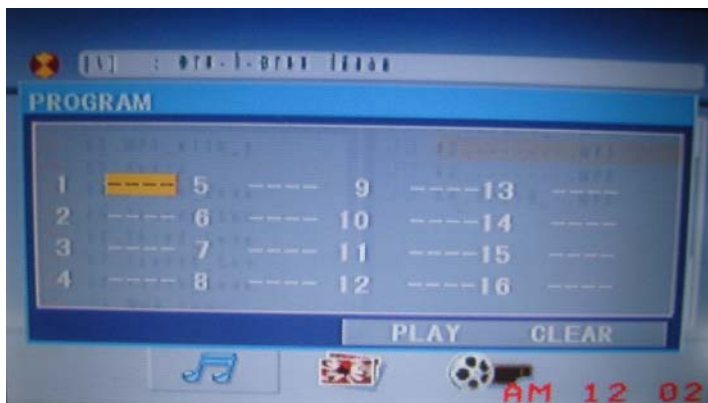 PROGRAM
1 ---- 5 ---- 9 ---- 13 ----
2 ---- 6 ---- 10 ---- 14 ----
3 ---- 7 ---- 11 ---- 15 ----
4 ---- 8 ---- 12 ---- 16 ----
PLAY CLEAR
AM 12 02